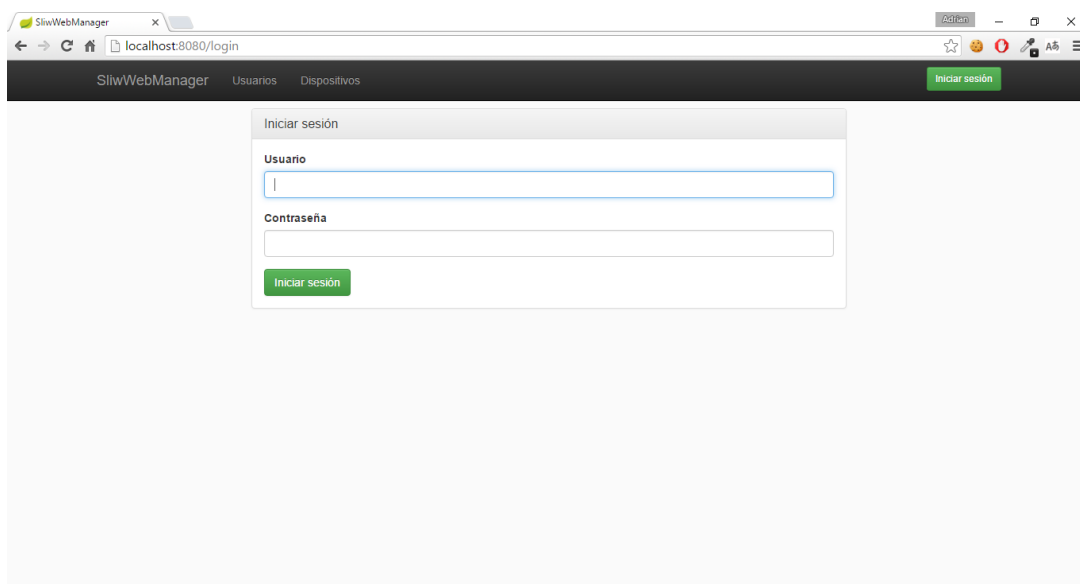 SliwWebManager
Adrian
localhost:8080/login
SliwWebManager Usuarios Dispositivos Iniciar sesión
Iniciar sesión
Usuario
Contraseña
Iniciar sesión